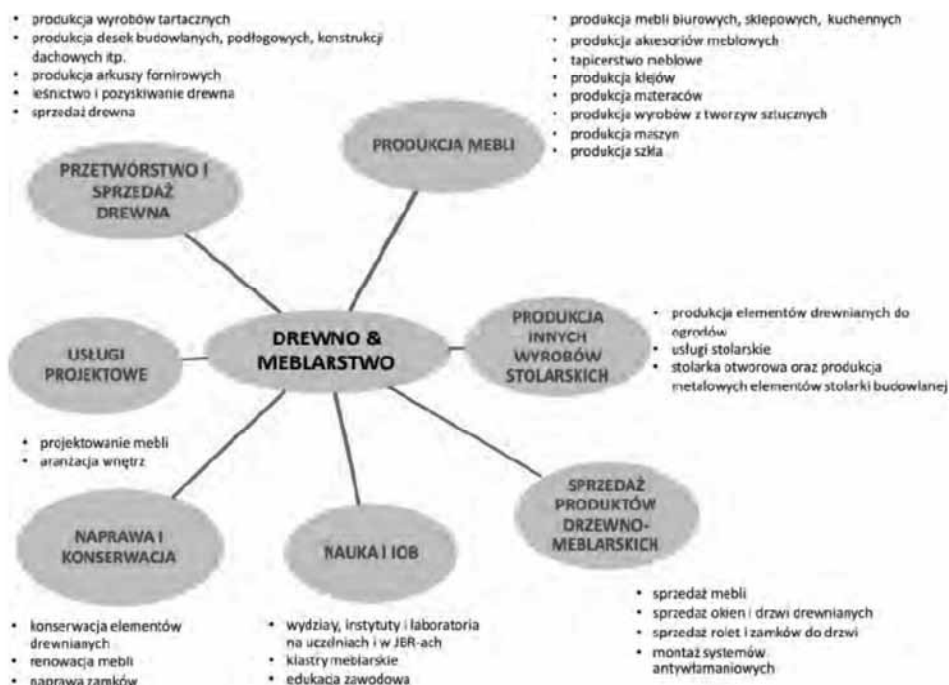 • produkcja wyrobów tartacznych
• produkcja desek budowlanych, podłogowych, konstrukcji
dachowych itp.
• produkcja arkuszy fornirowych
• leśnictwo i pozyskiwanie drewna
• sprzedaż drewna
• produkcja mebli biurowych, sklepowych, kuchennych
• produkcja akcesoriów meblowych
• tapicerstwo meblowe
• produkcja klejów
• produkcja materaców
• produkcja wyrobów z tworzyw sztucznych
• produkcja maszyn
• produkcja szkła
PRODUKCJA MEBLI
PRZETWÓRSTWO I
SPRZEDAŻ
DREWNA
DREWNO &
MEBLARSTWO
PRODUKCJA
INNYCH
WYROBÓW
STOLARSKICH
• produkcja elementów drewnianych do
ogrodów
• usługi stolarskie
• stolarka otworowa oraz produkcja
metalowych elementów stolarki budowlanej
USŁUGI
PROJEKTOWE
• projektowanie mebli
• aranżacja wnętrz
SPRZEDAŻ
PRODUKTÓW
DRZEWNO-
MEBLARSKICH
NAPRAWA I
KONSERWACJA
NAUKA I IOB
• sprzedaż mebli
• sprzedaż okien i drzwi drewnianych
• sprzedaż rolet i zamków do drzwi
• montaż systemów
antywłamaniowych
• konserwacja elementów
drewnianych
• renowacja mebli
• naprawa zamków
• wydziały, instytuty i laboratoria
na uczelniach i w JBR-ach
• klastry meblarskie
• edukacja zawodowa